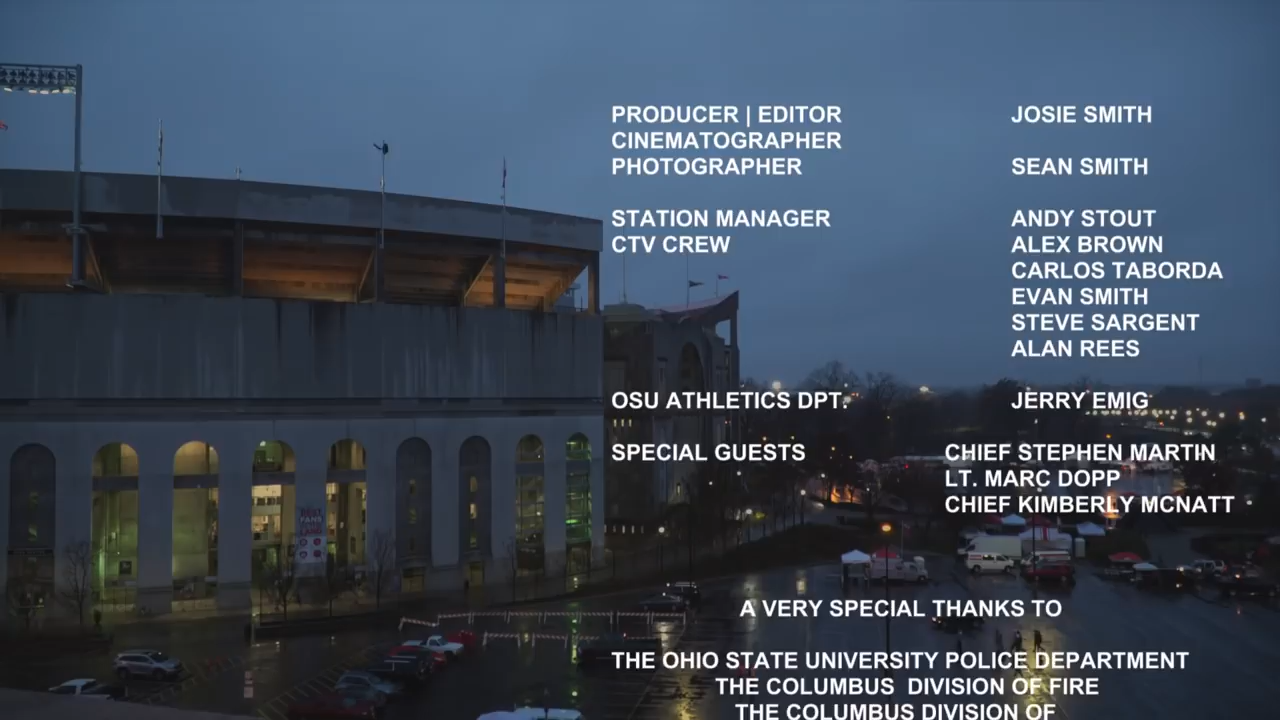 PRODUCER | EDITOR JOSIE SMITH
CINEMATOGRAPHER
PHOTOGRAPHER SEAN SMITH
STATION MANAGER ANDY STOUT
CTV CREW ALEX BROWN
CARLOS TABORDA
EVAN SMITH
STEVE SARGENT
ALAN REES
OSU ATHLETICS DPT. JERRY EMIG
SPECIAL GUESTS CHIEF STEPHEN MARTIN
LT. MARC DOPP
CHIEF KIMBERLY MCNATT
FANS
A VERY SPECIAL THANKS TO
THE OHIO STATE UNIVERSITY POLICE DEPARTMENT
THE COLUMBUS DIVISION OF FIRE
THE COLUMBUS DIVISION OF